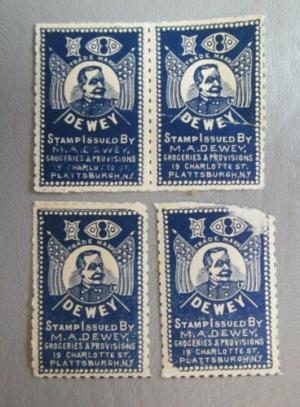 TRADE MARK
DEWEY
STAMP ISSUED BY
M.A. DEWEY,
GROCERIES & PROVISIONS
19 CHARLOTTE ST.
PLATTSBURGH, N.Y.
TRADE MARK
DEWEY
STAMP ISSUED BY
M.A. DEWEY,
GROCERIES & PROVISIONS
19 CHARLOTTE ST.
PLATTSBURGH, N.Y.
TRADE MARK
DEWEY
STAMP ISSUED BY
M.A. DEWEY,
GROCERIES & PROVISIONS
19 CHARLOTTE ST.
PLATTSBURGH, N.Y.
TRADE MARK
DEWEY
STAMP ISSUED BY
M.A. DEWEY,
GROCERIES & PROVISIONS
19 CHARLOTTE ST.
PLATTSBURGH, N.Y.